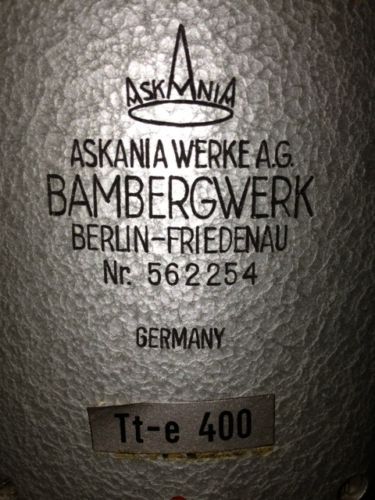 ASKANIA
ASKANIA WERKE A.G.
BAMBERGWERK
BERLIN-FRIEDENAU
Nr. 562254
GERMANY
Tt-e 400